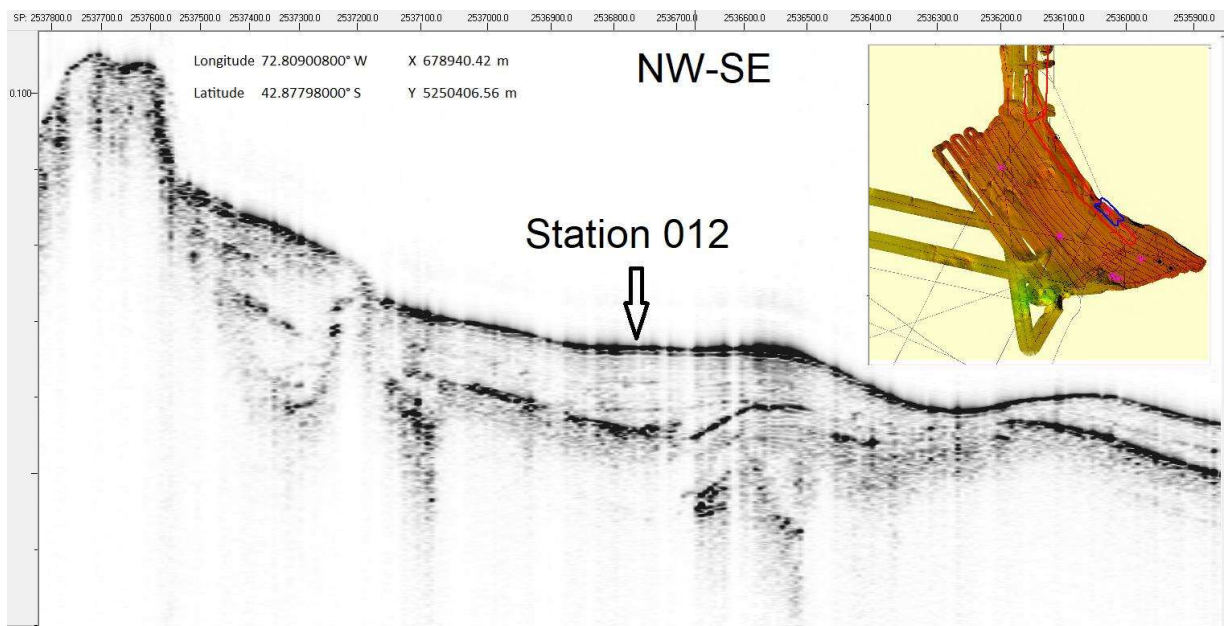 SP: 2537800.0 2537700.0 2537600.0 2537500.0 2537400.0 2537300.0 2537200.0 2537100.0 2537000.0 2536900.0 2536800.0 2536700.0 2536600.0 2536500.0 2536400.0 2536300.0 2536200.0 2536100.0 2536000.0 2535900.0
Longitude 72.80900800° W X 678940.42 m
NW-SE
Latitude 42.87798000° S Y 5250406.56 m
0.100
Station 012